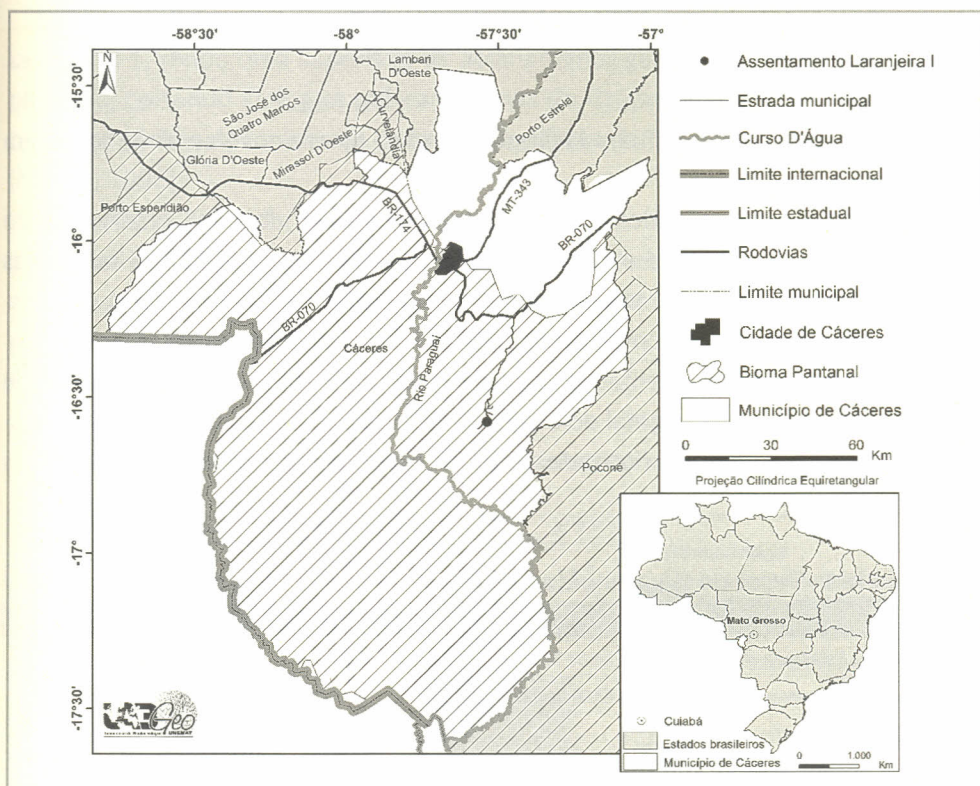 -58°30'
-58°
-57°30'
-57°
N
-15°30'
-16°
-16°30'
-17°
-17°30'
Lambari
D'Oeste
São José dos
Quatro Marcos
Curvelândia
Porto Estrela
Glória D'Oeste
Mirassol D'Oeste
Porto Esperidião
BR-174
MT-343
BR-070
BR-070
Cáceres
Rio Paraguai
Poconé
Geo
UNEMAT
Assentamento Laranjeira I
Estrada municipal
Curso D'Água
Limite internacional
Limite estadual
Rodovias
Limite municipal
Cidade de Cáceres
Bioma Pantanal
Município de Cáceres
0 30 60
Km
Projeção Cilíndrica Equiretangular
Mato Grosso
Cuiabá
Estados brasileiros
Município de Cáceres
0 1.000
Km